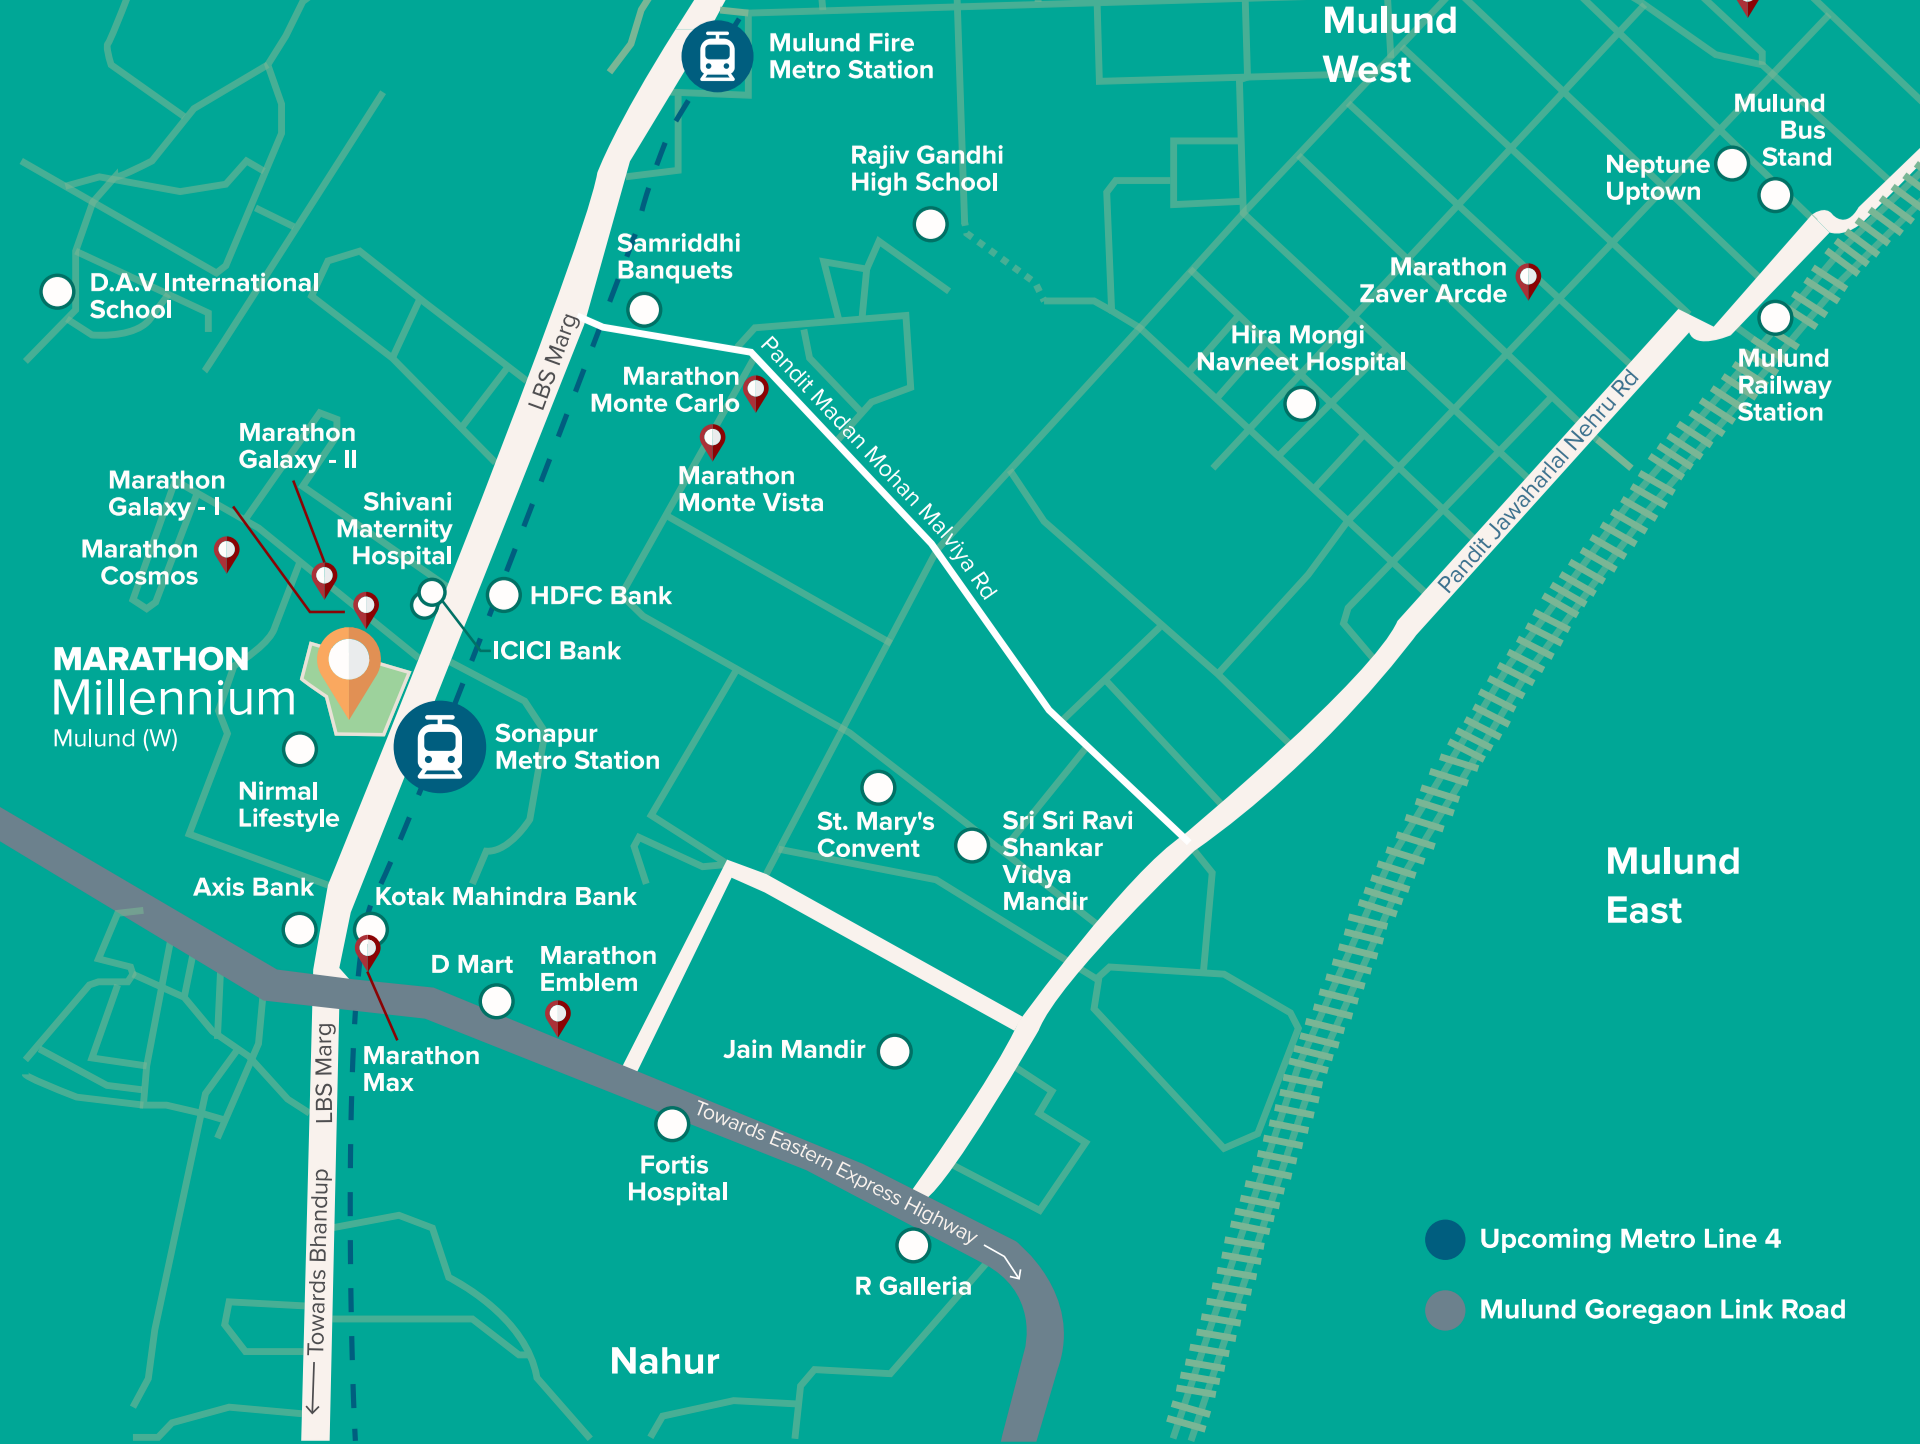 Mulund
West
Mulund Fire
Metro Station
Mulund
Bus
Stand
Neptune
Uptown
Rajiv Gandhi
High School
Samriddhi
Banquets
D.A.V International
School
Marathon
Zaver Arcde
Hira Mongi
Navneet Hospital
Mulund
Railway
Station
LBS Marg
Pandit Madan Mohan Malviya Rd
Pandit Jawaharlal Nehru Rd
Marathon
Monte Carlo
Marathon
Monte Vista
Marathon
Galaxy - II
Marathon
Galaxy - I
Shivani
Maternity
Hospital
Marathon
Cosmos
HDFC Bank
ICICI Bank
MARATHON
Millennium
Mulund (W)
Sonapur
Metro Station
Nirmal
Lifestyle
St. Mary's
Convent
Sri Sri Ravi
Shankar
Vidya
Mandir
Mulund
East
Axis Bank
Kotak Mahindra Bank
D Mart
Marathon
Emblem
Jain Mandir
LBS Marg
Marathon
Max
Towards Eastern Express Highway
Fortis
Hospital
Towards Bhandup
R Galleria
Nahur
Upcoming Metro Line 4
Mulund Goregaon Link Road